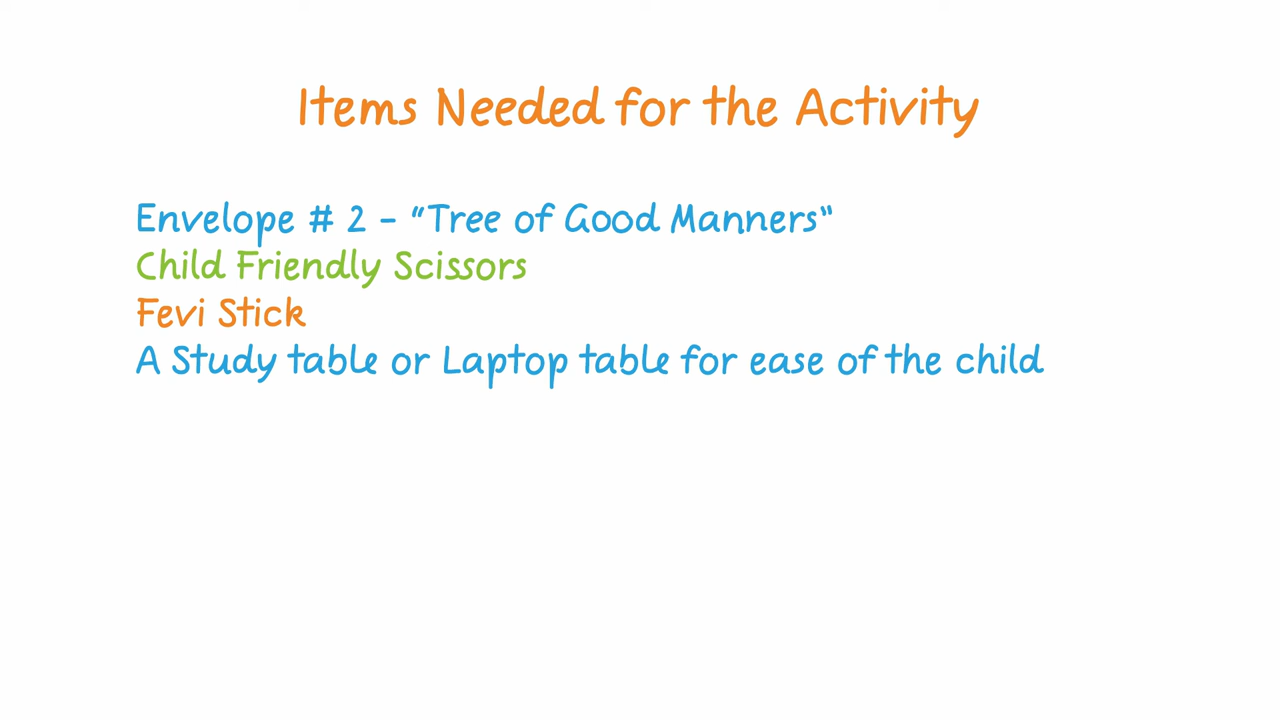 Items Needed for the Activity
Envelope # 2 - "Tree of Good Manners"
Child Friendly Scissors
Fevi Stick
A Study table or Laptop table for ease of the child